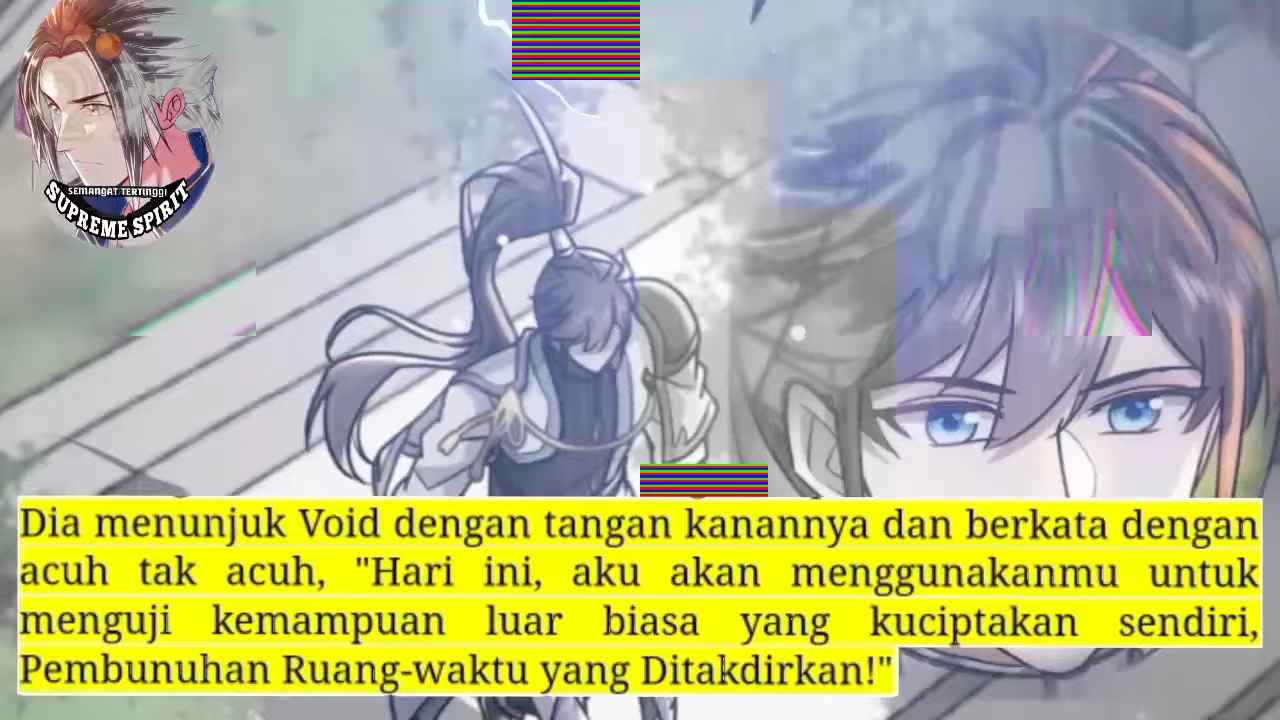 SEMANGAT TERTINGGI
SUPREME SPIRIT
Dia menunjuk Void dengan tangan kanannya dan berkata dengan
acuh tak acuh, "Hari ini, aku akan menggunakanmu untuk
menguji kemampuan luar biasa yang kuciptakan sendiri,
Pembunuhan Ruang-waktu yang Ditakdirkan!"